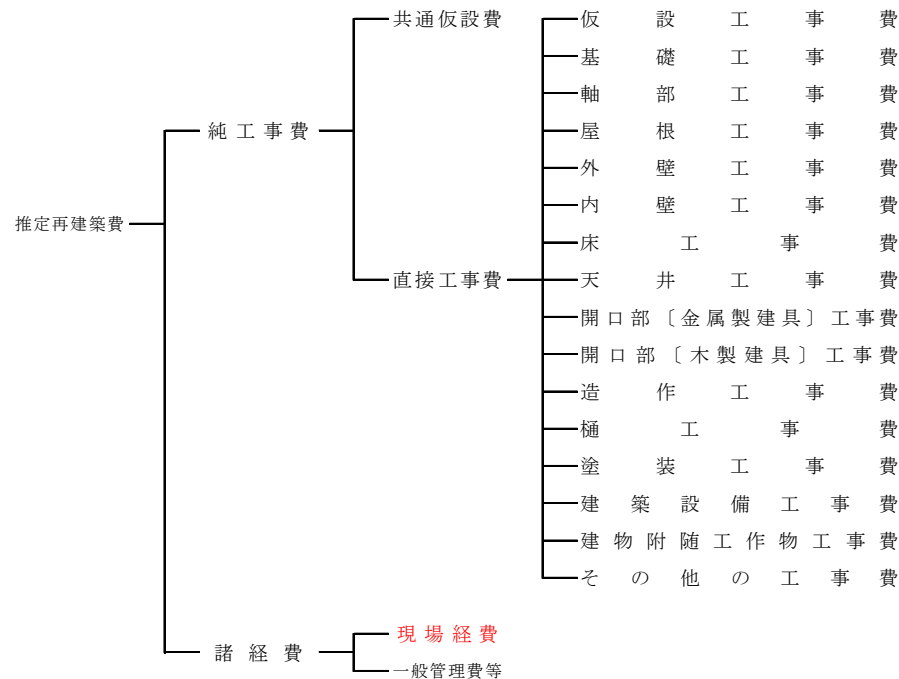 推定再建築費
純工事費
共通仮設費
直接工事費
仮設工事費
基礎工事費
軸部工事費
屋根工事費
外壁工事費
内壁工事費
床工事費
天井工事費
開口部〔金属製建具〕工事費
開口部〔木製建具〕工事費
造作工事費
樋工事費
塗装工事費
建築設備工事費
建物附随工作物工事費
その他の工事費
諸経費
現場経費
一般管理費等